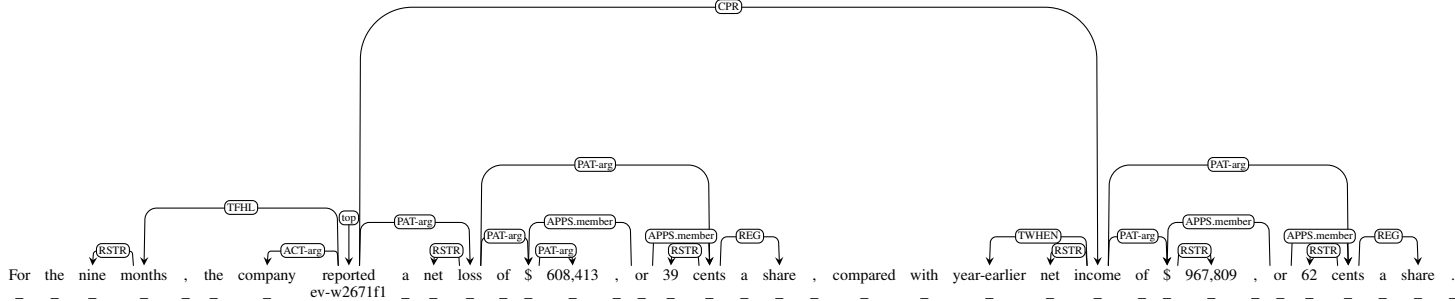 CPR
PAT-arg PAT-arg
TFHL top PAT-arg APPS.member APPS.member
RSTR ACT-arg RSTR PAT-arg PAT-arg APPS.member RSTR REG TWHEN RSTR PAT-arg RSTR APPS.member RSTR REG
For the nine months , the company reported a net loss of $ 608,413 , or 39 cents a share , compared with year-earlier net income of $ 967,809 , or 62 cents a share .
_ _ _ _ _ _ _ ev-w2671f1 _ _ _ _ _ _ _ _ _ _ _ _ _ _ _ _ _ _ _ _ _ _ _ _ _ _ _ _